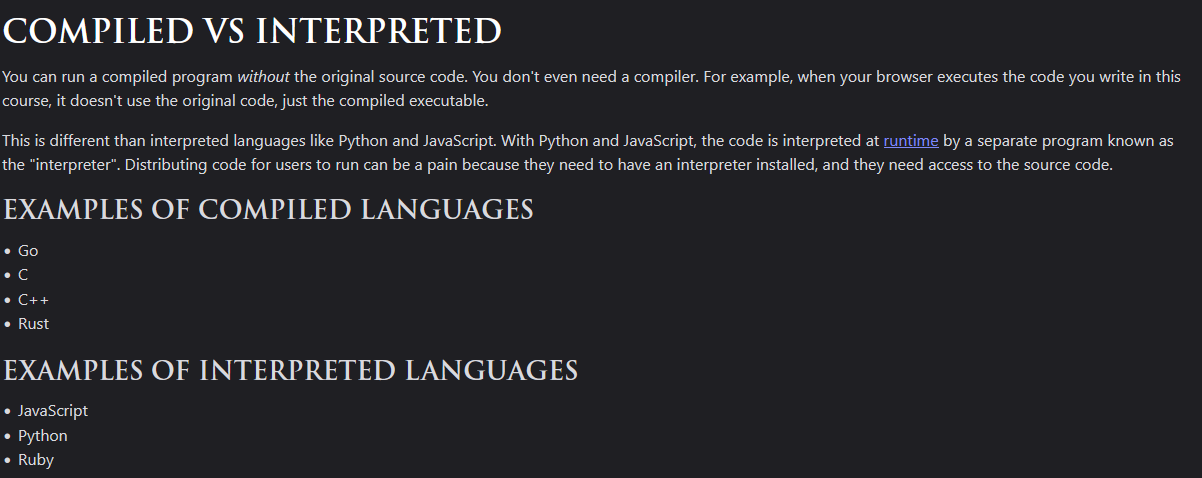 COMPILED VS INTERPRETED
You can run a compiled program without the original source code. You don't even need a compiler. For example, when your browser executes the code you write in this
course, it doesn't use the original code, just the compiled executable.
This is different than interpreted languages like Python and JavaScript. With Python and JavaScript, the code is interpreted at runtime by a separate program known as
the "interpreter". Distributing code for users to run can be a pain because they need to have an interpreter installed, and they need access to the source code.
EXAMPLES OF COMPILED LANGUAGES
• Go
• C
• C++
• Rust
EXAMPLES OF INTERPRETED LANGUAGES
• JavaScript
• Python
• Ruby